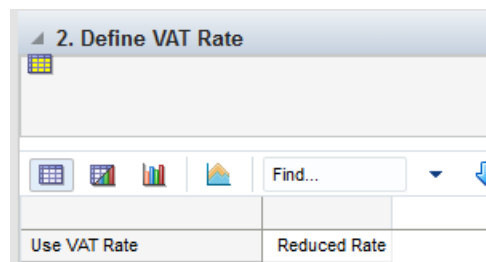 2. Define VAT Rate
Find...
Use VAT Rate Reduced Rate